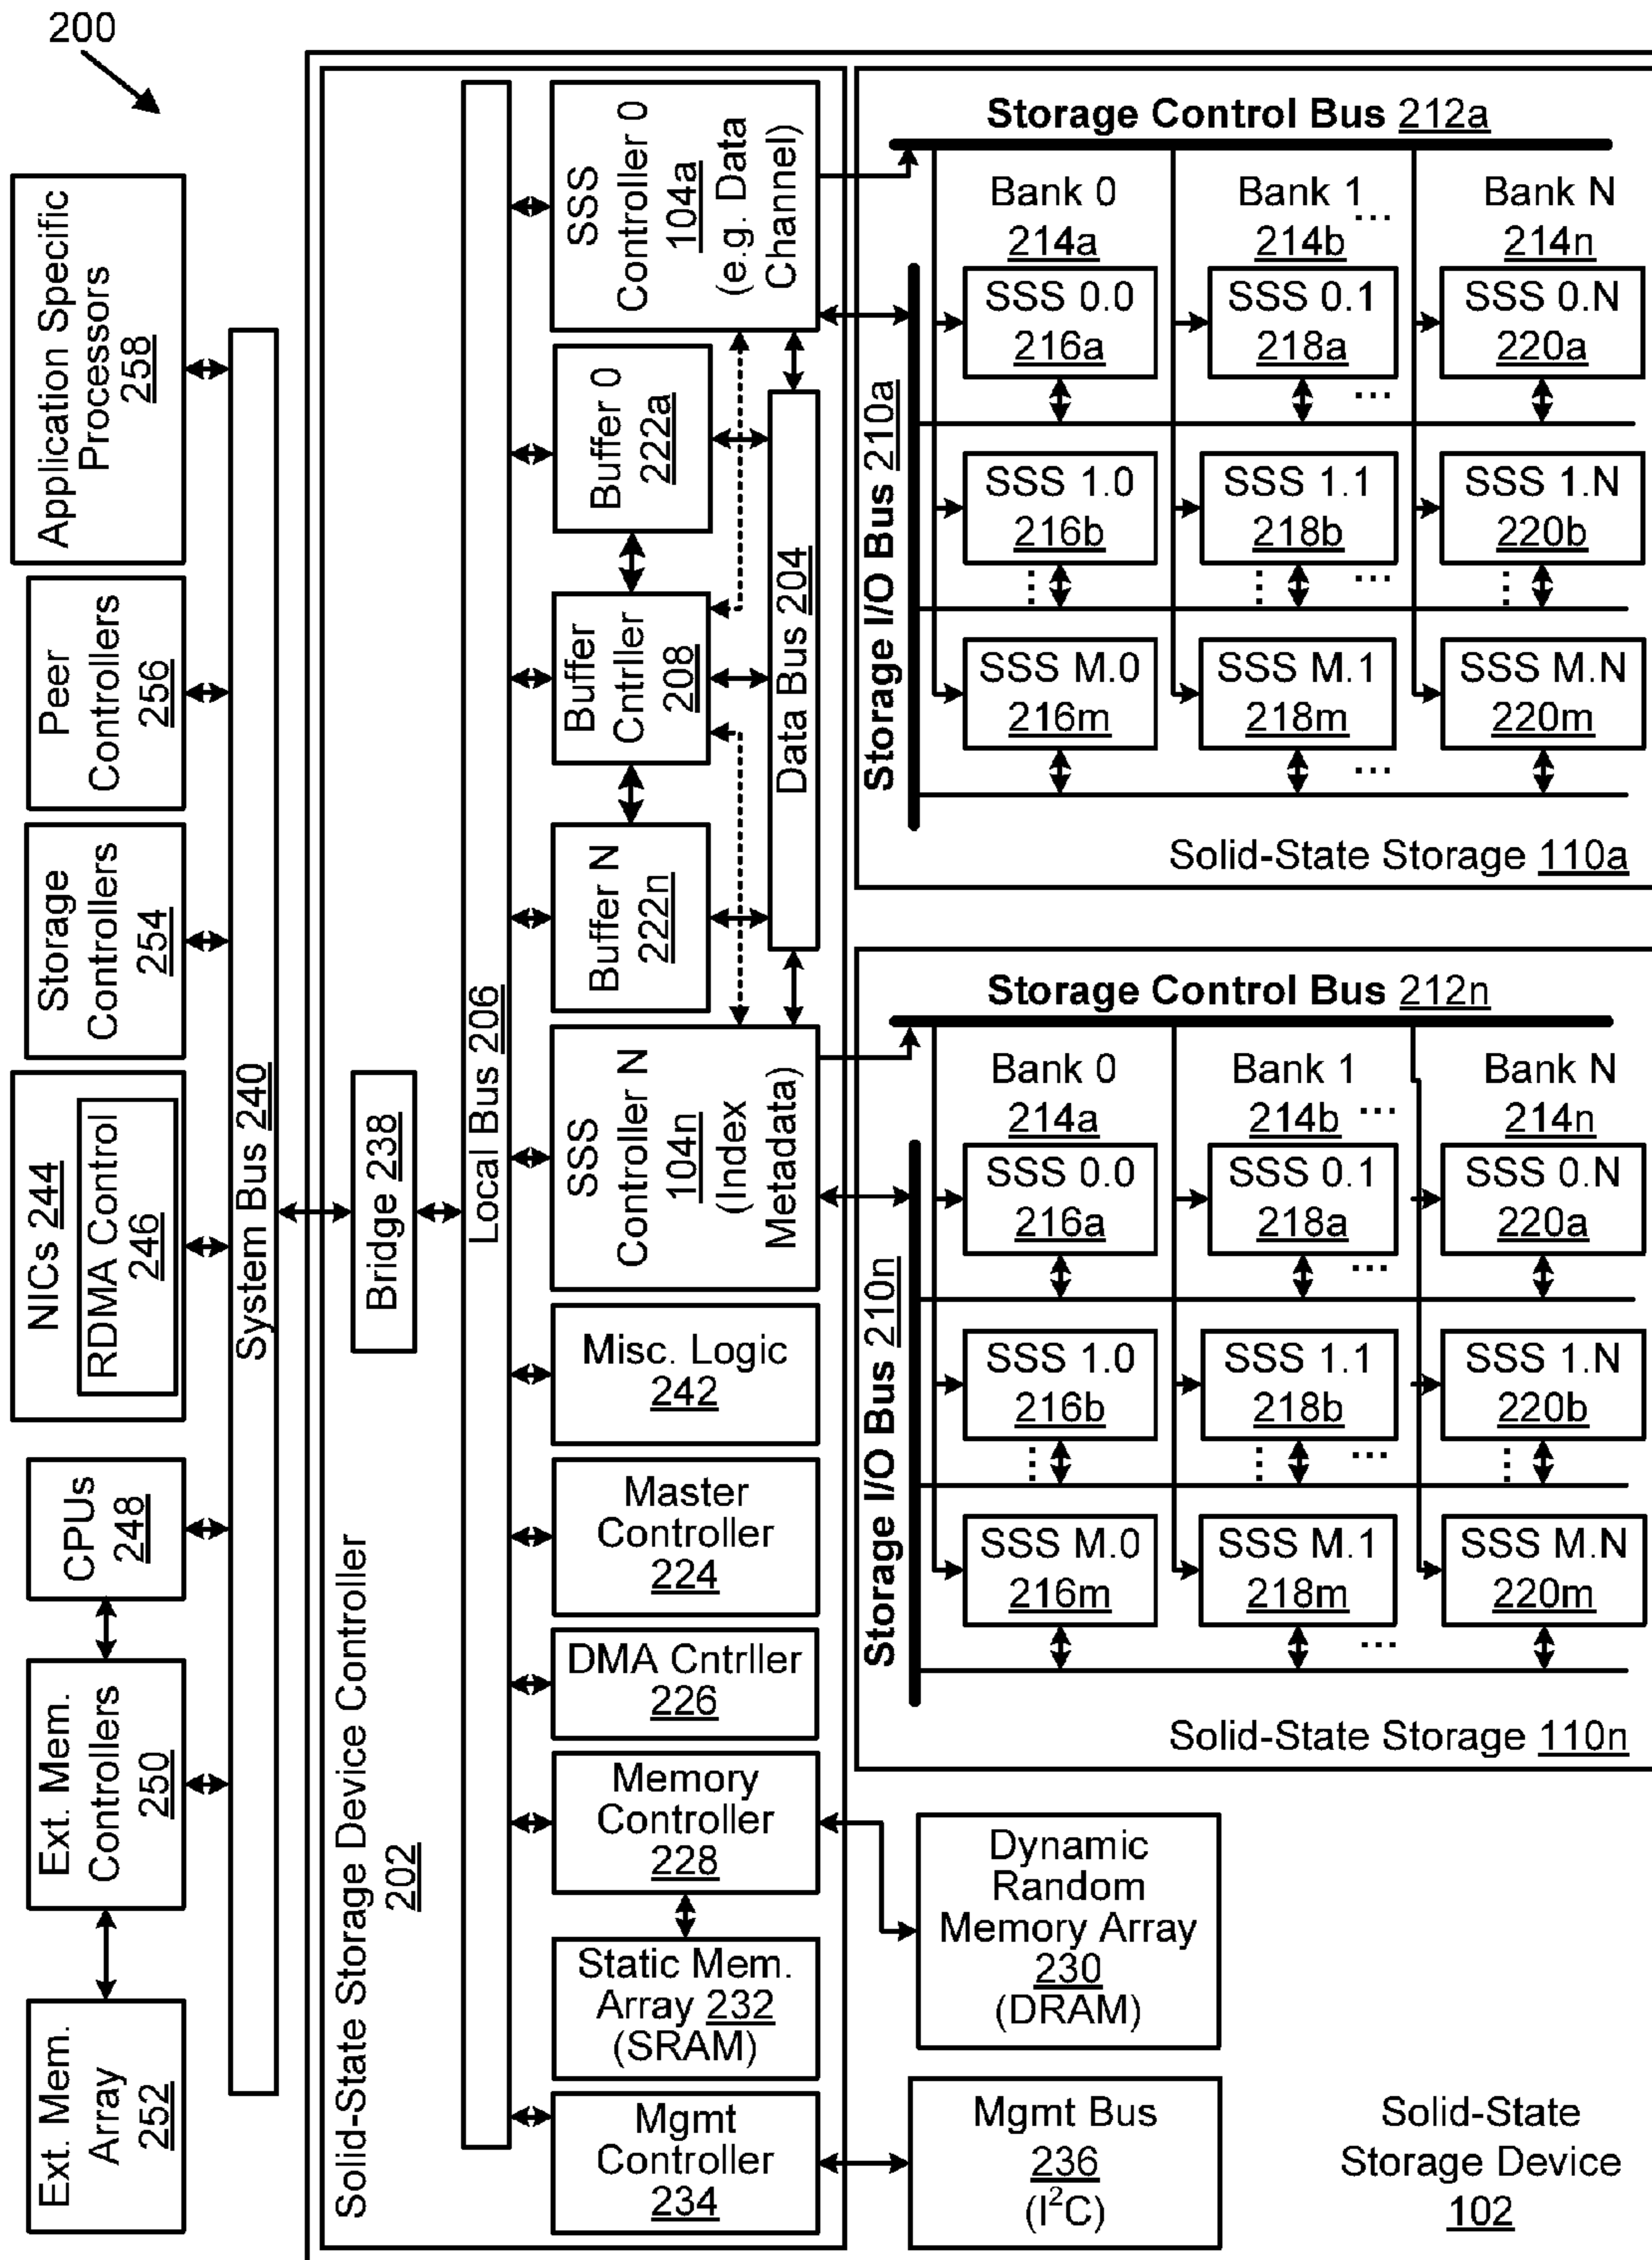 200
Application Specific
Processors
258
Peer
Controllers
256
Storage
Controllers
254
NICs 244
RDMA Control
246
CPUs
248
Ext. Mem.
Controllers
250
Ext. Mem.
Array
252
System Bus 240
Solid-State Storage Device Controller
202
Bridge 238
Local Bus 206
SSS
Controller 0
104a
(e.g. Data
Channel)
Buffer 0
222a
Buffer
Cntrller
208
Buffer N
222n
Data Bus 204
SSS
Controller N
104n
(Index
Metadata)
Misc. Logic
242
Master
Controller
224
DMA Cntrller
226
Memory
Controller
228
Static Mem.
Array 232
(SRAM)
Mgmt
Controller
234
Storage Control Bus 212a
Storage I/O Bus 210a
Bank 0
214a
Bank 1
214b
...
Bank N
214n
SSS 0.0
216a
SSS 0.1
218a
...
SSS 0.N
220a
SSS 1.0
216b
...
SSS 1.1
218b
...
...
SSS 1.N
220b
...
SSS M.0
216m
SSS M.1
218m
...
SSS M.N
220m
Solid-State Storage 110a
Storage Control Bus 212n
Storage I/O Bus 210n
Bank 0
214a
Bank 1
214b
...
Bank N
214n
SSS 0.0
216a
SSS 0.1
218a
...
SSS 0.N
220a
SSS 1.0
216b
...
SSS 1.1
218b
...
...
SSS 1.N
220b
...
SSS M.0
216m
SSS M.1
218m
...
SSS M.N
220m
Solid-State Storage 110n
Dynamic
Random
Memory Array
230
(DRAM)
Mgmt Bus
236
(I²C)
Solid-State
Storage Device
102